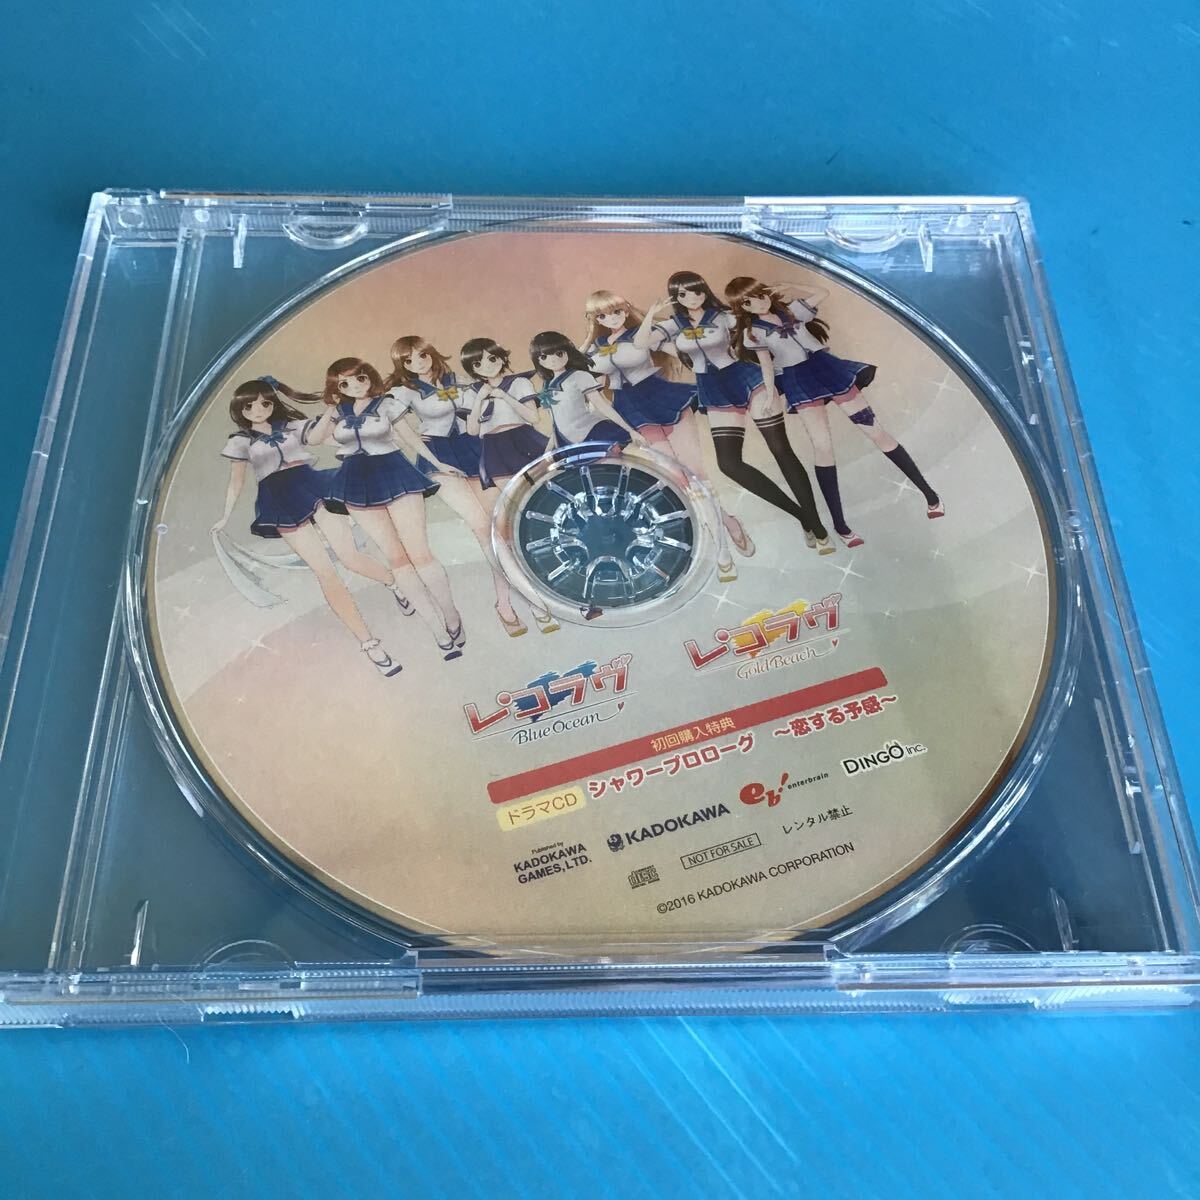 レコラヴ
Gold Beach
レコラヴ
Blue Ocean
初回購入特典
ドラマCD シャワープロローグ ～恋する予感～
Published by
KADOKAWA
GAMES, LTD.
KADOKAWA
eb! enterbrain
DINGO inc.
NOT FOR SALE
レンタル禁止
©2016 KADOKAWA CORPORATION